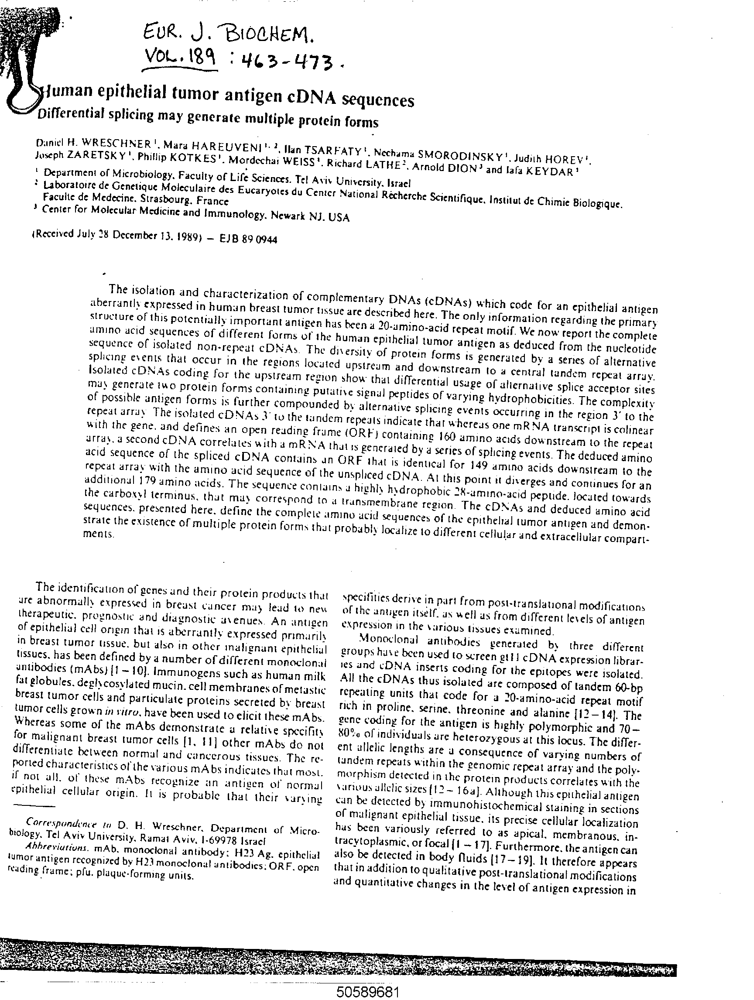 EUR. J. BIOCHEM.
VOL. 189 : 463-473.
Human epithelial tumor antigen cDNA sequences
Differential splicing may generate multiple protein forms
Daniel H. WRESCHNER ¹, Mara HAREUVENI ¹· ², Ilan TSARFATY ¹, Nechama SMORODINSKY ¹, Judith HOREV ¹,
Joseph ZARETSKY ¹, Phillip KOTKES ¹, Mordechai WEISS ¹, Richard LATHE ², Arnold DION ³ and Iafa KEYDAR ¹
¹ Department of Microbiology, Faculty of Life Sciences, Tel Aviv University, Israel
² Laboratoire de Genetique Moleculaire des Eucaryotes du Center National Recherche Scientifique, Institut de Chimie Biologique,
Faculte de Medecine, Strasbourg, France
³ Center for Molecular Medicine and Immunology, Newark NJ, USA
(Received July 28 December 13, 1989) – EJB 89 0944
The isolation and characterization of complementary DNAs (cDNAs) which code for an epithelial antigen
aberrantly expressed in human breast tumor tissue are described here. The only information regarding the primary
structure of this potentially important antigen has been a 20-amino-acid repeat motif. We now report the complete
amino acid sequences of different forms of the human epithelial tumor antigen as deduced from the nucleotide
sequence of isolated non-repeat cDNAs. The diversity of protein forms is generated by a series of alternative
splicing events that occur in the regions located upstream and downstream to a central tandem repeat array.
Isolated cDNAs coding for the upstream region show that differential usage of alternative splice acceptor sites
may generate two protein forms containing putative signal peptides of varying hydrophobicities. The complexity
of possible antigen forms is further compounded by alternative splicing events occurring in the region 3' to the
repeat array. The isolated cDNAs 3' to the tandem repeats indicate that whereas one mRNA transcript is colinear
with the gene, and defines an open reading frame (ORF) containing 160 amino acids downstream to the repeat
array, a second cDNA correlates with a mRNA that is generated by a series of splicing events. The deduced amino
acid sequence of the spliced cDNA contains an ORF that is identical for 149 amino acids downstream to the
repeat array with the amino acid sequence of the unspliced cDNA. At this point it diverges and continues for an
additional 179 amino acids. The sequence contains a highly hydrophobic 28-amino-acid peptide, located towards
the carboxyl terminus, that may correspond to a transmembrane region. The cDNAs and deduced amino acid
sequences, presented here, define the complete amino acid sequences of the epithelial tumor antigen and demon-
strate the existence of multiple protein forms that probably localize to different cellular and extracellular compart-
ments.
The identification of genes and their protein products that
are abnormally expressed in breast cancer may lead to new
therapeutic, prognostic and diagnostic avenues. An antigen
of epithelial cell origin that is aberrantly expressed primarily
in breast tumor tissue, but also in other malignant epithelial
tissues, has been defined by a number of different monoclonal
antibodies (mAbs) [1 – 10]. Immunogens such as human milk
fat globules, deglycosylated mucin, cell membranes of metastic
breast tumor cells and particulate proteins secreted by breast
tumor cells grown in vitro, have been used to elicit these mAbs.
Whereas some of the mAbs demonstrate a relative specifity
for malignant breast tumor cells [1, 11] other mAbs do not
differentiate between normal and cancerous tissues. The re-
ported characteristics of the various mAbs indicates that most,
if not all, of these mAbs recognize an antigen of normal
epithelial cellular origin. It is probable that their varying
Correspondence to D. H. Wreschner, Department of Micro-
biology, Tel Aviv University, Ramat Aviv, I-69978 Israel
Abbreviations. mAb, monoclonal antibody; H23 Ag, epithelial
tumor antigen recognized by H23 monoclonal antibodies; ORF, open
reading frame; pfu, plaque-forming units.
specifities derive in part from post-translational modifications
of the antigen itself, as well as from different levels of antigen
expression in the various tissues examined.
Monoclonal antibodies generated by three different
groups have been used to screen gt11 cDNA expression librar-
ies and cDNA inserts coding for the epitopes were isolated.
All the cDNAs thus isolated are composed of tandem 60-bp
repeating units that code for a 20-amino-acid repeat motif
rich in proline, serine, threonine and alanine [12 – 14]. The
gene coding for the antigen is highly polymorphic and 70 –
80% of individuals are heterozygous at this locus. The differ-
ent allelic lengths are a consequence of varying numbers of
tandem repeats within the genomic repeat array and the poly-
morphism detected in the protein products correlates with the
various allelic sizes [12 – 16a]. Although this epithelial antigen
can be detected by immunohistochemical staining in sections
of malignant epithelial tissue, its precise cellular localization
has been variously referred to as apical, membranous, in-
tracytoplasmic, or focal [1 – 17]. Furthermore, the antigen can
also be detected in body fluids [17 – 19]. It therefore appears
that in addition to qualitative post-translational modifications
and quantitative changes in the level of antigen expression in
50589681